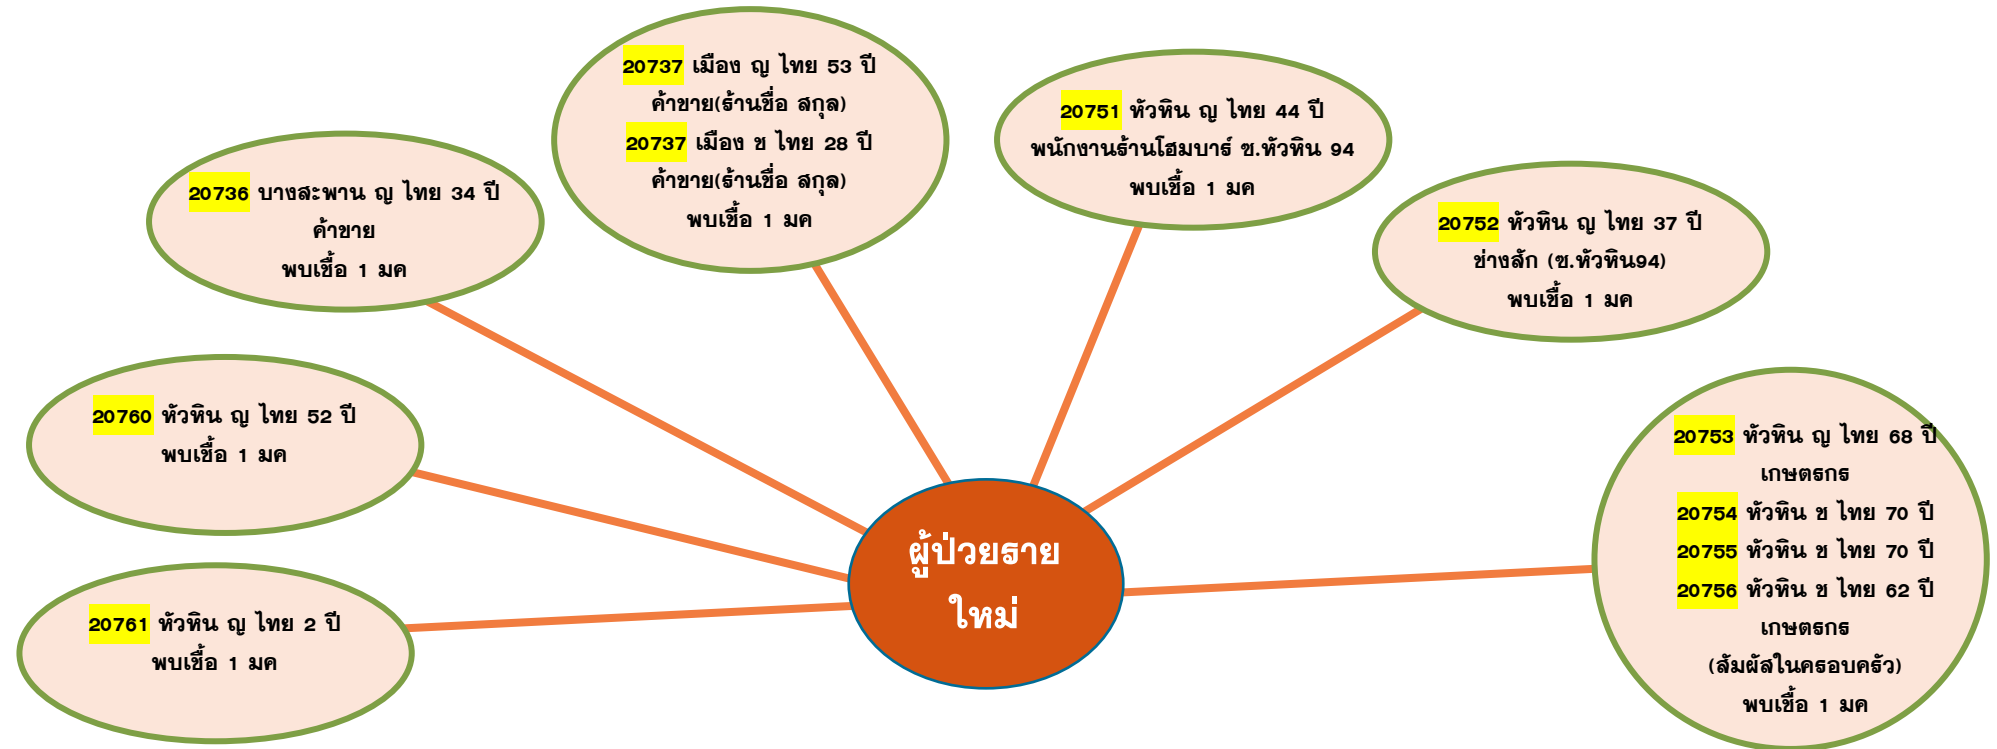 20737 เมือง ญ ไทย 53 ปี
ค้าขาย(ร้านชื่อ สกุล)
20737 เมือง ช ไทย 28 ปี
ค้าขาย(ร้านชื่อ สกุล)
พบเชื้อ 1 มค
20751 หัวหิน ญ ไทย 44 ปี
พนักงานร้านโฮมบาร์ ซ.หัวหิน 94
พบเชื้อ 1 มค
20736 บางสะพาน ญ ไทย 34 ปี
ค้าขาย
พบเชื้อ 1 มค
20752 หัวหิน ญ ไทย 37 ปี
ช่างสัก (ซ.หัวหิน94)
พบเชื้อ 1 มค
20760 หัวหิน ญ ไทย 52 ปี
พบเชื้อ 1 มค
20753 หัวหิน ญ ไทย 68 ปี
เกษตรกร
20754 หัวหิน ช ไทย 70 ปี
20755 หัวหิน ช ไทย 70 ปี
20756 หัวหิน ช ไทย 62 ปี
เกษตรกร
(สัมผัสในครอบครัว)
พบเชื้อ 1 มค
ผู้ป่วยราย
ใหม่
20761 หัวหิน ญ ไทย 2 ปี
พบเชื้อ 1 มค